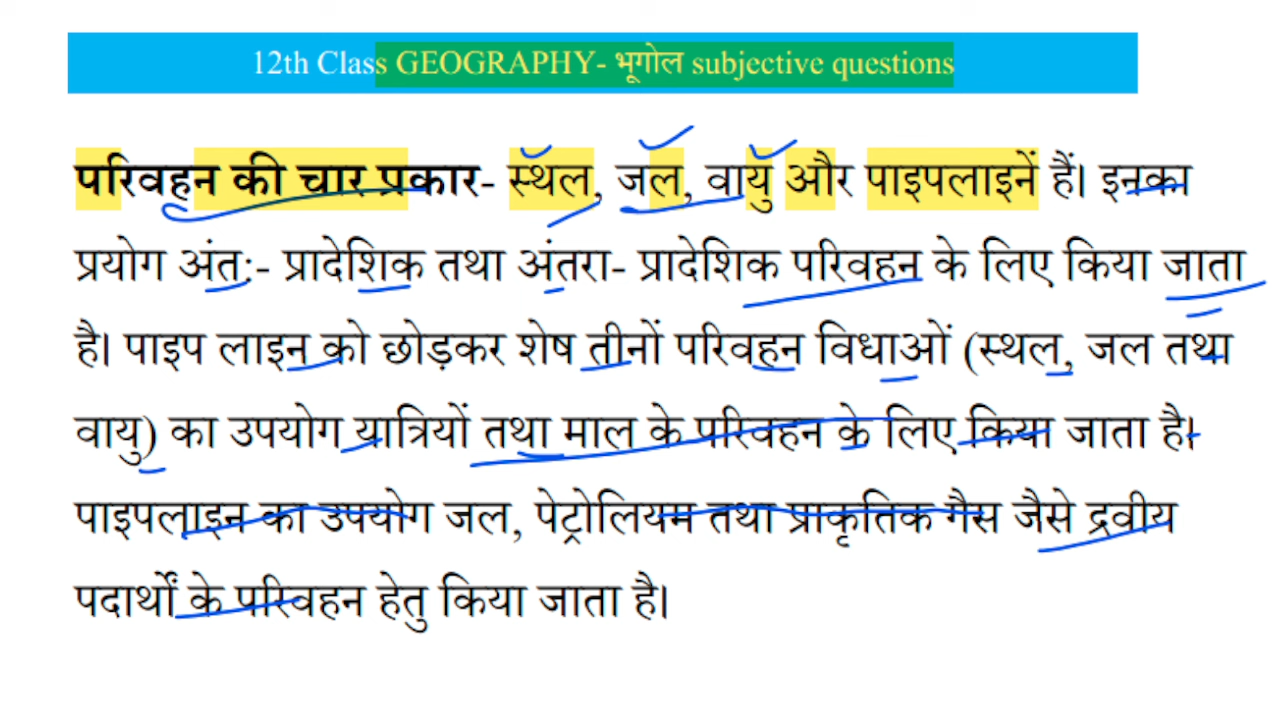 12th Class GEOGRAPHY- भूगोल subjective questions
परिवहन की चार प्रकार- स्थल, जल, वायु और पाइपलाइनें हैं। इनका
प्रयोग अंत:- प्रादेशिक तथा अंतरा- प्रादेशिक परिवहन के लिए किया जाता
है। पाइप लाइन को छोड़कर शेष तीनों परिवहन विधाओं (स्थल, जल तथा
वायु) का उपयोग यात्रियों तथा माल के परिवहन के लिए किया जाता है।
पाइपलाइन का उपयोग जल, पेट्रोलियम तथा प्राकृतिक गैस जैसे द्रवीय
पदार्थों के परिवहन हेतु किया जाता है।